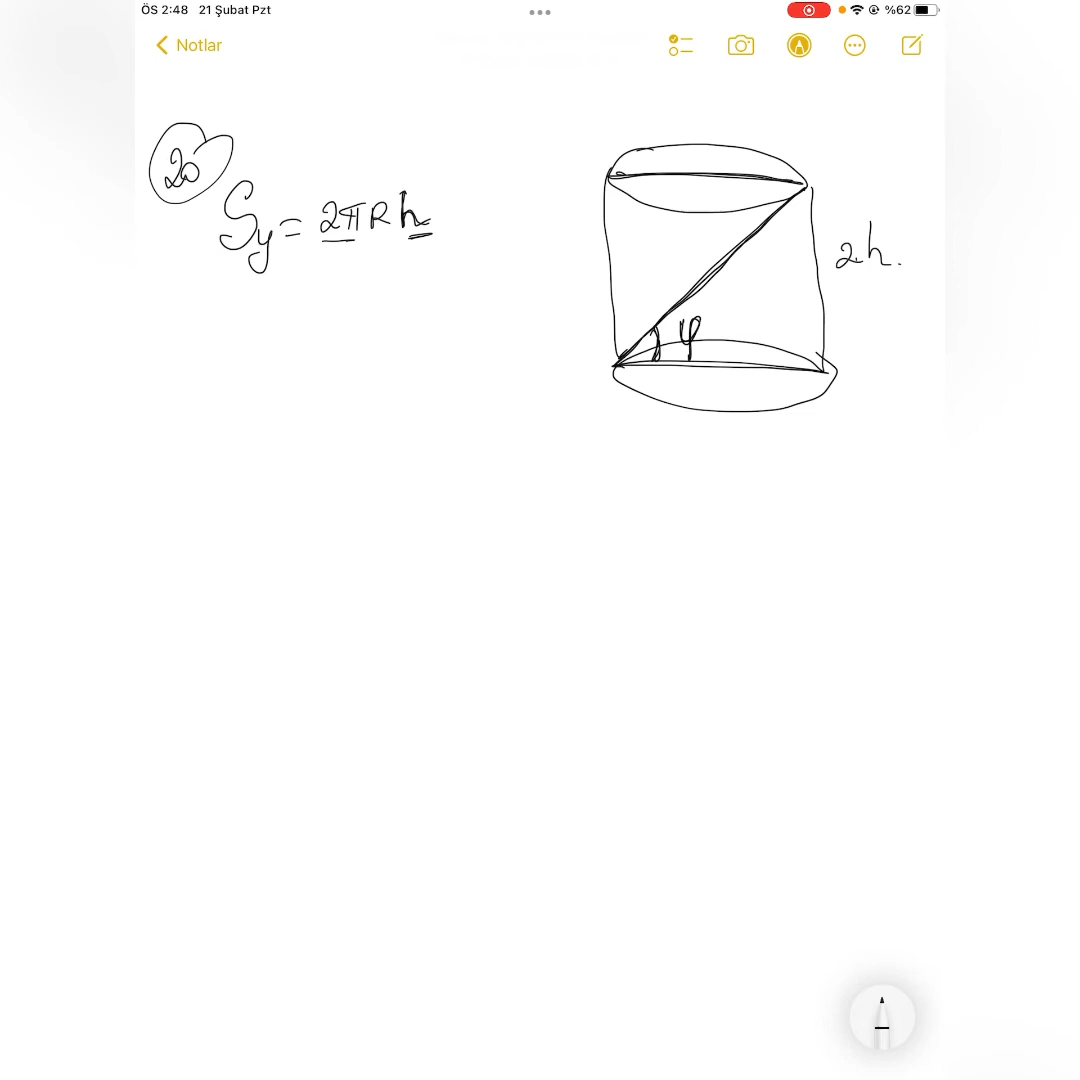 ÖS 2:48 21 Şubat Pzt
%62
Notlar
20
Sy = 2πRh
2h.
φ